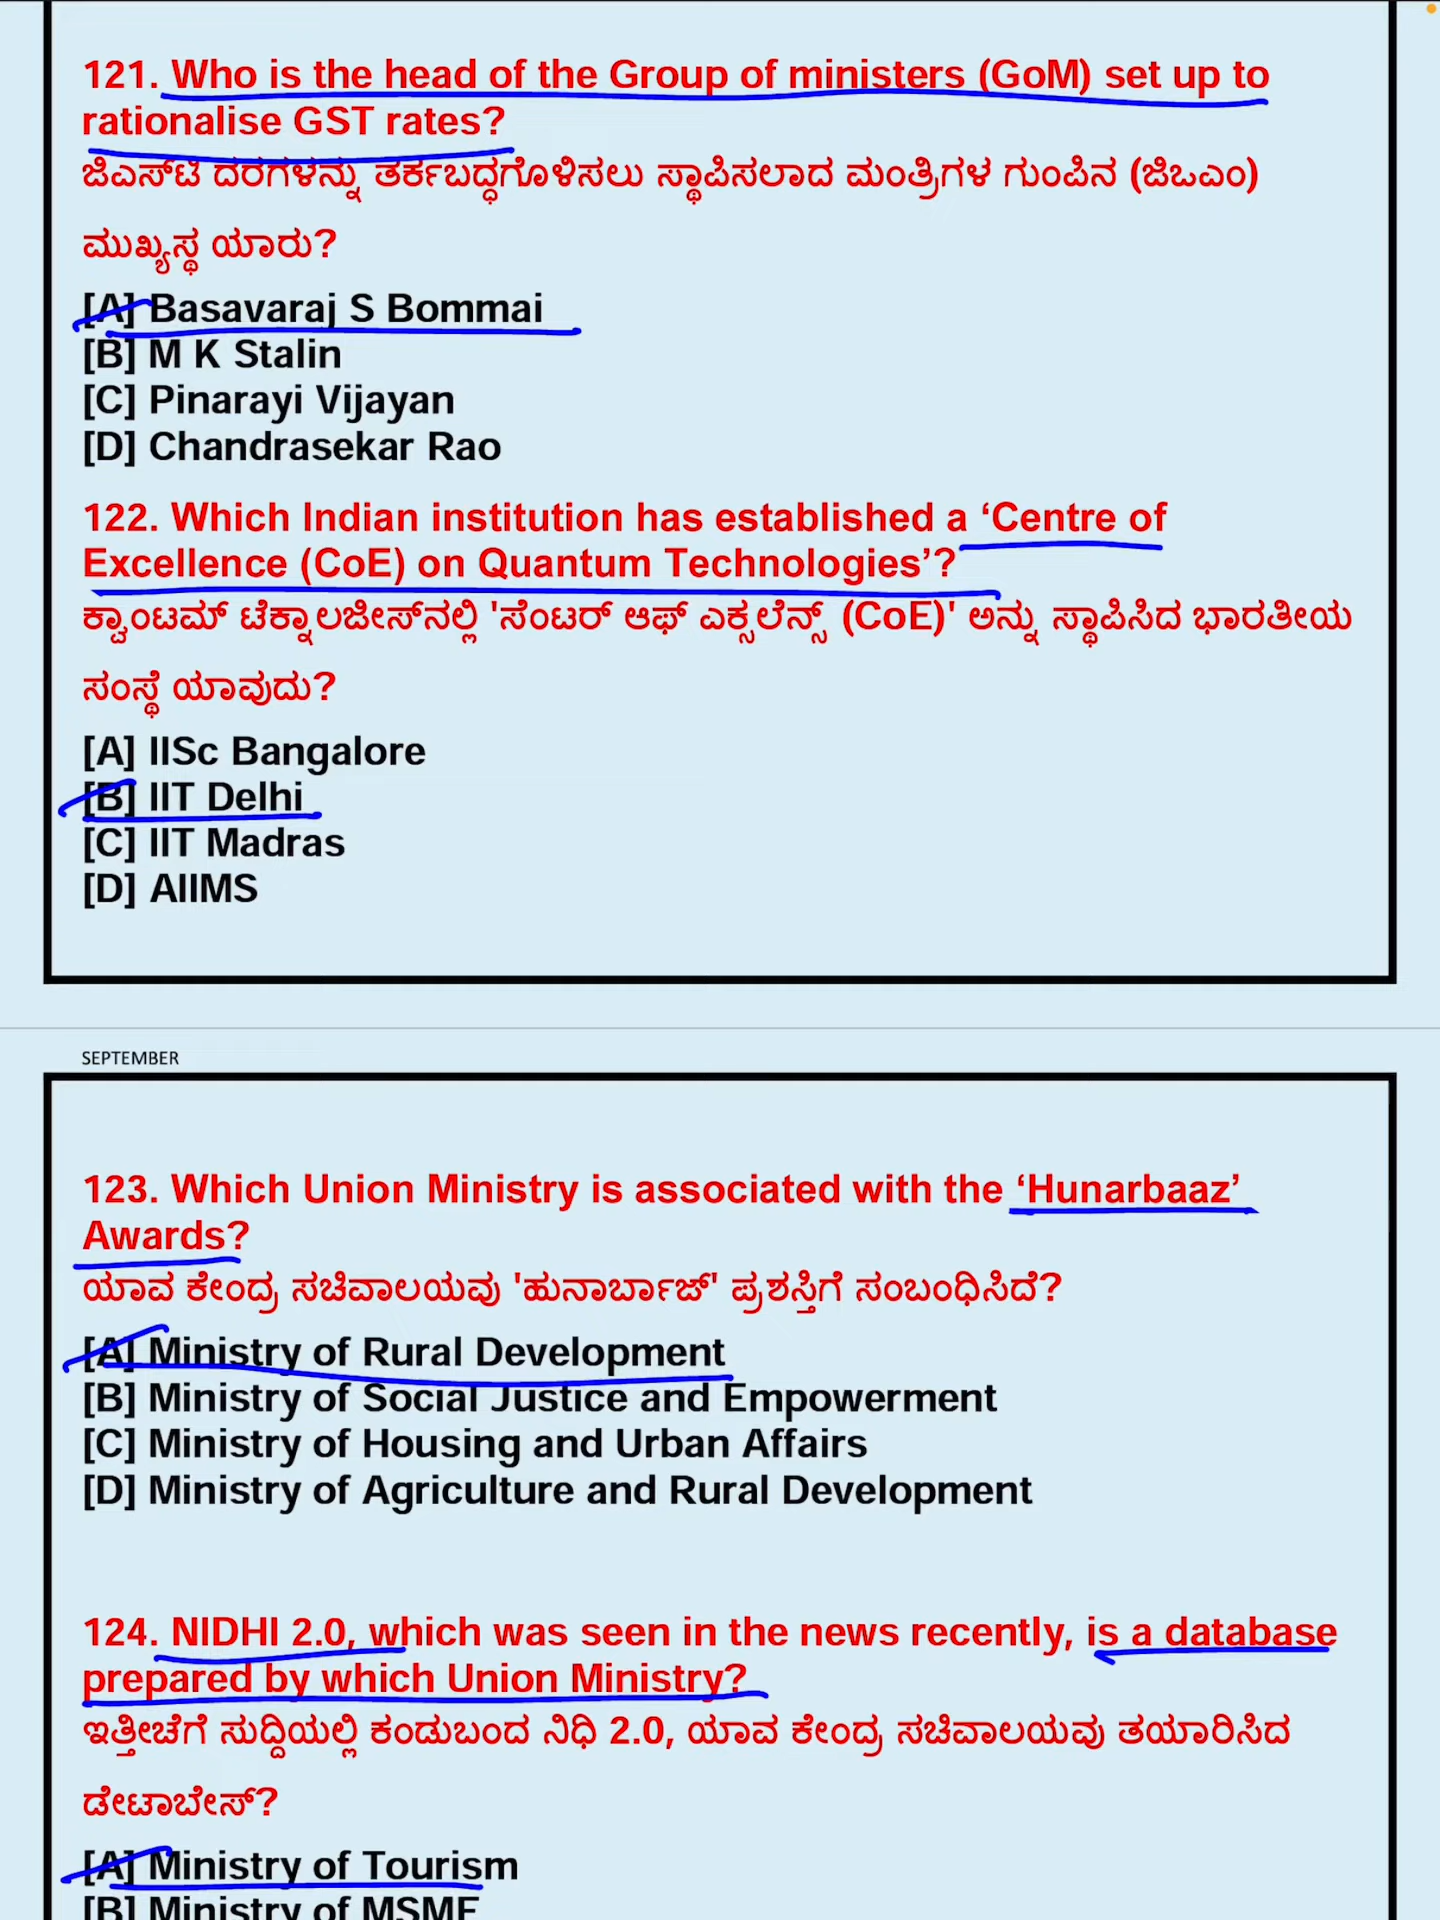 121. Who is the head of the Group of ministers (GoM) set up to
rationalise GST rates?
ಜಿಎಸ್‌ಟಿ ದರಗಳನ್ನು ತರ್ಕಬದ್ಧಗೊಳಿಸಲು ಸ್ಥಾಪಿಸಲಾದ ಮಂತ್ರಿಗಳ ಗುಂಪಿನ (ಜಿಒಎಂ)
ಮುಖ್ಯಸ್ಥ ಯಾರು?
[A] Basavaraj S Bommai
[B] M K Stalin
[C] Pinarayi Vijayan
[D] Chandrasekar Rao
122. Which Indian institution has established a ‘Centre of
Excellence (CoE) on Quantum Technologies’?
ಕ್ವಾಂಟಮ್ ಟೆಕ್ನಾಲಜೀಸ್‌ನಲ್ಲಿ 'ಸೆಂಟರ್ ಆಫ್ ಎಕ್ಸಲೆನ್ಸ್ (CoE)' ಅನ್ನು ಸ್ಥಾಪಿಸಿದ ಭಾರತೀಯ
ಸಂಸ್ಥೆ ಯಾವುದು?
[A] IISc Bangalore
[B] IIT Delhi
[C] IIT Madras
[D] AIIMS
SEPTEMBER
123. Which Union Ministry is associated with the ‘Hunarbaaz’
Awards?
ಯಾವ ಕೇಂದ್ರ ಸಚಿವಾಲಯವು 'ಹುನಾರ್ಬಾಜ್' ಪ್ರಶಸ್ತಿಗೆ ಸಂಬಂಧಿಸಿದೆ?
[A] Ministry of Rural Development
[B] Ministry of Social Justice and Empowerment
[C] Ministry of Housing and Urban Affairs
[D] Ministry of Agriculture and Rural Development
124. NIDHI 2.0, which was seen in the news recently, is a database
prepared by which Union Ministry?
ಇತ್ತೀಚೆಗೆ ಸುದ್ದಿಯಲ್ಲಿ ಕಂಡುಬಂದ ನಿಧಿ 2.0, ಯಾವ ಕೇಂದ್ರ ಸಚಿವಾಲಯವು ತಯಾರಿಸಿದ
ಡೇಟಾಬೇಸ್?
[A] Ministry of Tourism
[B] Ministry of MSME